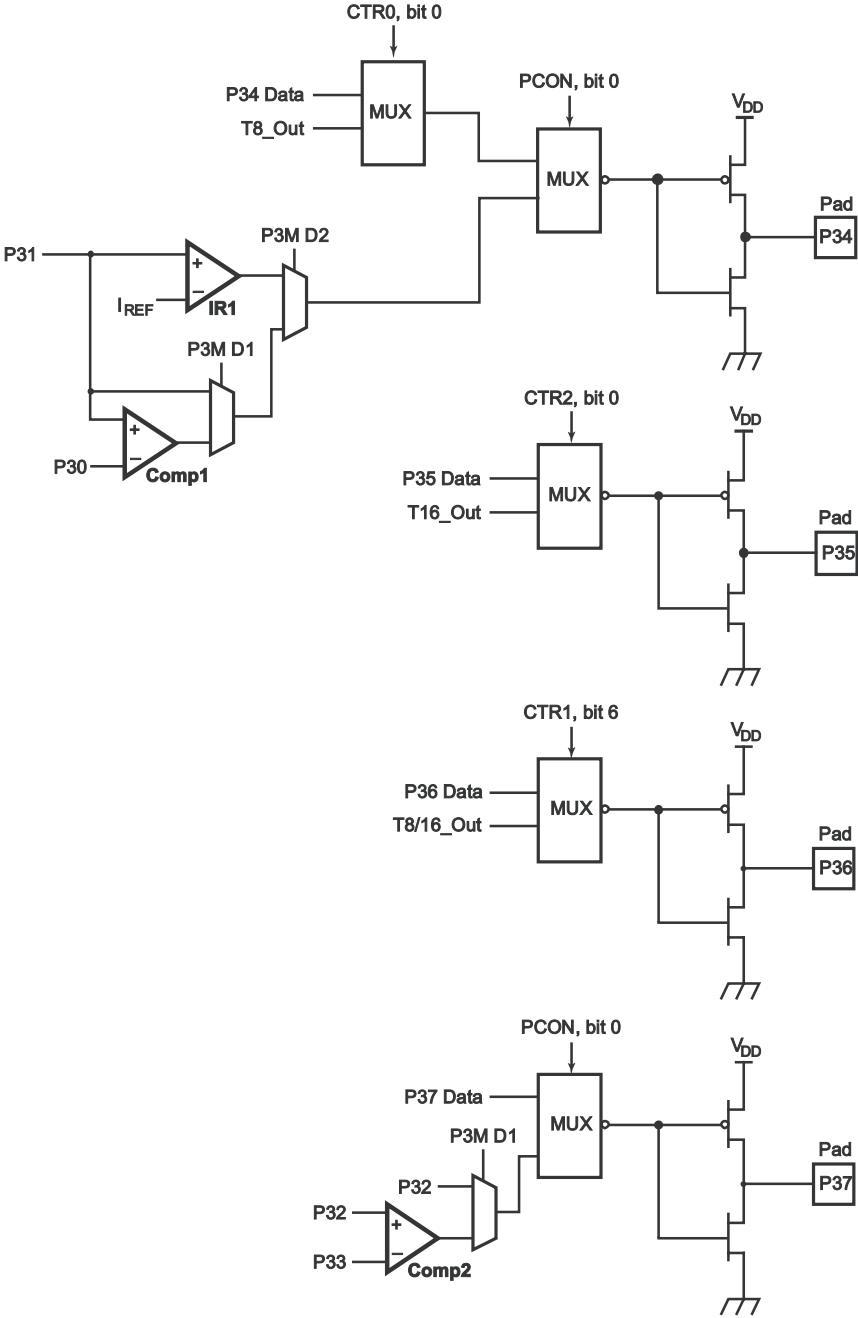 CTR0, bit 0
P34 Data
T8_Out
MUX
PCON, bit 0
MUX
VDD
Pad
P34
P31
P3M D2
+
−
IREF
IR1
P3M D1
+
−
P30
Comp1
CTR2, bit 0
P35 Data
T16_Out
MUX
VDD
Pad
P35
CTR1, bit 6
P36 Data
T8/16_Out
MUX
VDD
Pad
P36
PCON, bit 0
P37 Data
MUX
VDD
Pad
P37
P3M D1
P32
P32
+
−
P33
Comp2